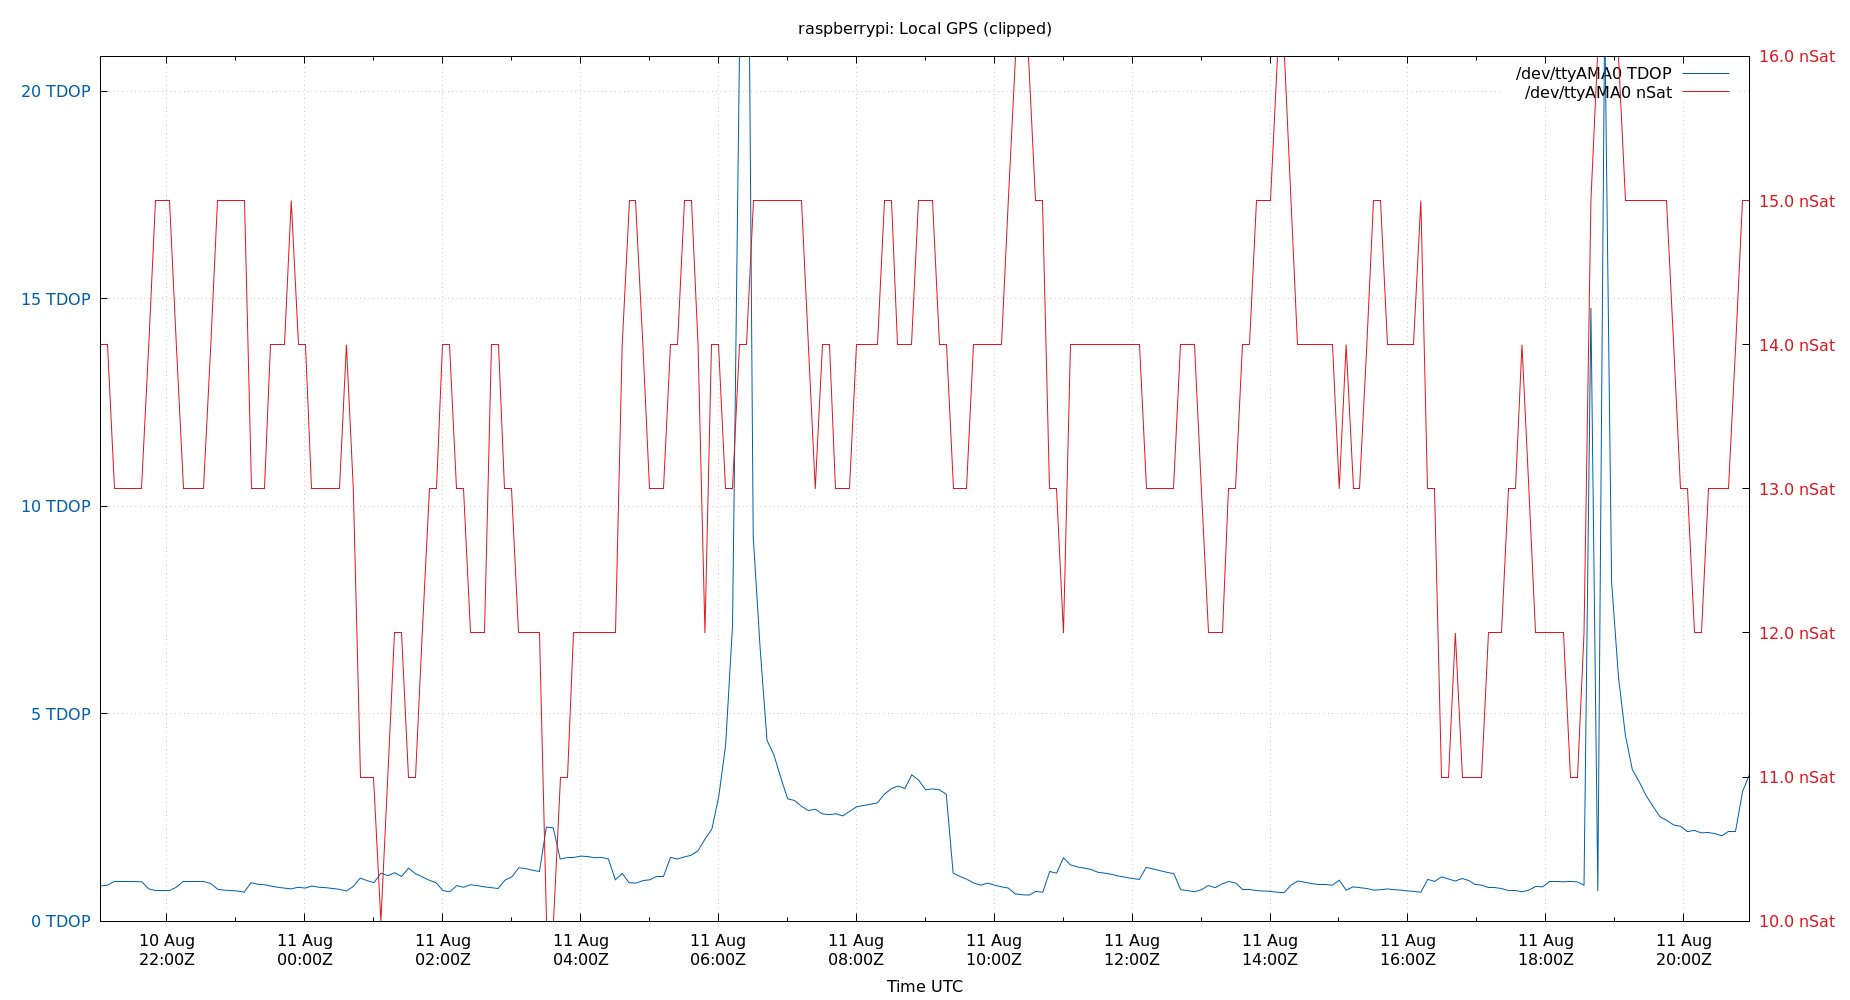 raspberrypi: Local GPS (clipped)
/dev/ttyAMA0 TDOP
/dev/ttyAMA0 nSat
20 TDOP
15 TDOP
10 TDOP
5 TDOP
0 TDOP
16.0 nSat
15.0 nSat
14.0 nSat
13.0 nSat
12.0 nSat
11.0 nSat
10.0 nSat
10 Aug 11 Aug 11 Aug 11 Aug 11 Aug 11 Aug 11 Aug 11 Aug 11 Aug 11 Aug 11 Aug 11 Aug
22:00Z 00:00Z 02:00Z 04:00Z 06:00Z 08:00Z 10:00Z 12:00Z 14:00Z 16:00Z 18:00Z 20:00Z
Time UTC